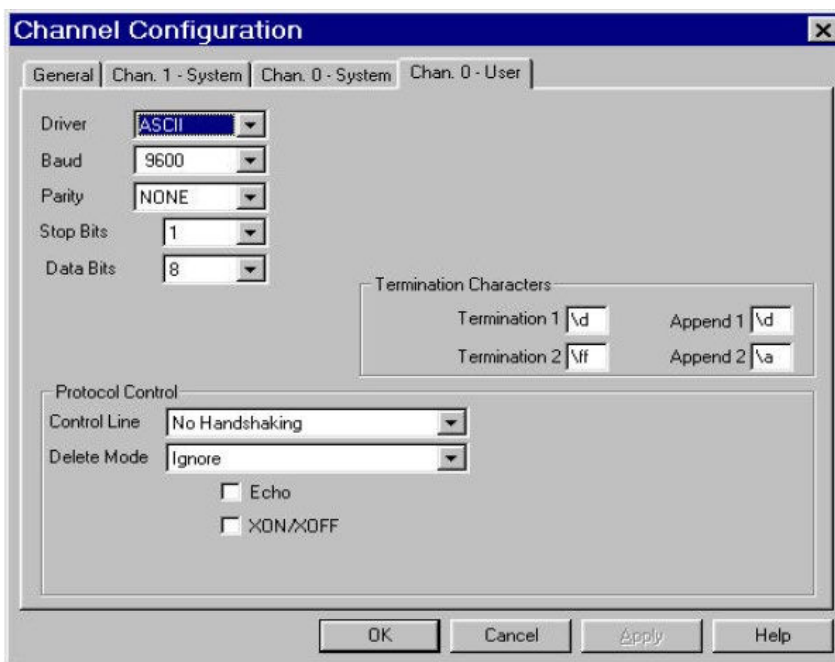 Channel Configuration
General Chan. 1 - System Chan. 0 - System Chan. 0 - User
Driver ASCII
Baud 9600
Parity NONE
Stop Bits 1
Data Bits 8
Termination Characters
Termination 1 \d Append 1 \d
Termination 2 \ff Append 2 \a
Protocol Control
Control Line No Handshaking
Delete Mode Ignore
Echo
XON/XOFF
OK Cancel Apply Help